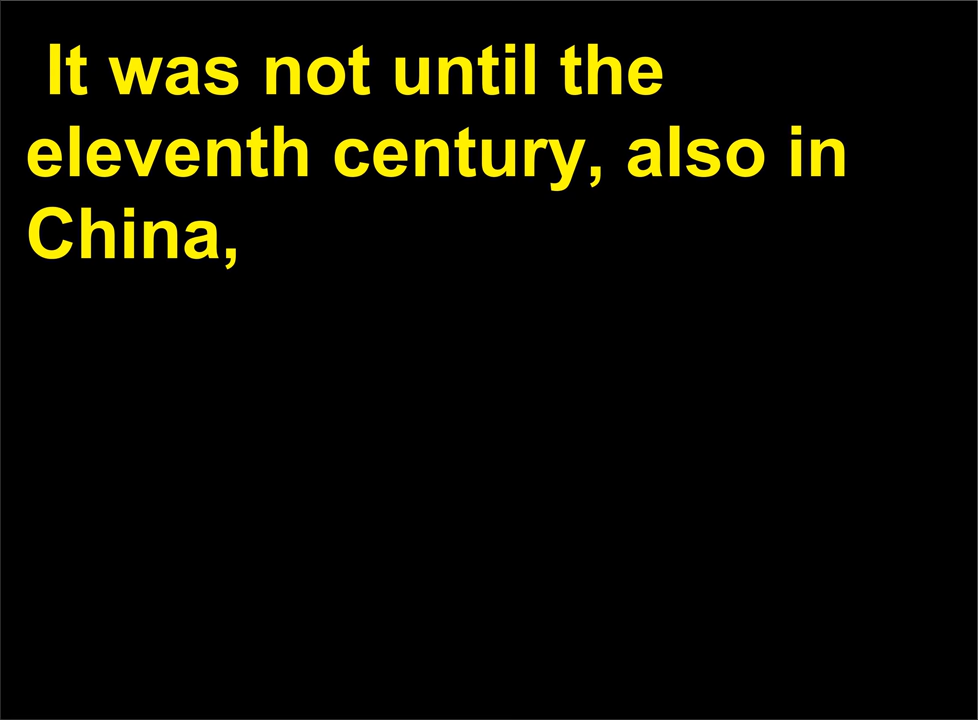 It was not until the
eleventh century, also in
China,